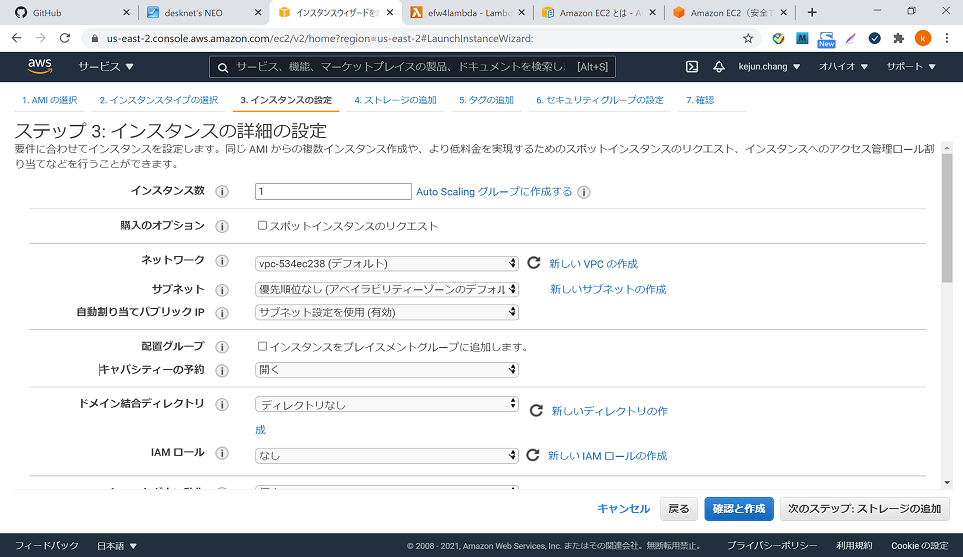 GitHub
desknet's NEO
インスタンスウィザードを
efw4lambda - Lambd
Amazon EC2 とは - A
Amazon EC2（安全で
us-east-2.console.aws.amazon.com/ec2/v2/home?region=us-east-2#LaunchInstanceWizard:
New
k
aws
サービス
サービス、機能、マーケットプレイスの製品、ドキュメントを検索し
[Alt+S]
kejun.chang
オハイオ
サポート
1. AMI の選択
2. インスタンスタイプの選択
3. インスタンスの設定
4. ストレージの追加
5. タグの追加
6. セキュリティグループの設定
7. 確認
ステップ 3: インスタンスの詳細の設定
要件に合わせてインスタンスを設定します。同じ AMI からの複数インスタンス作成や、より低料金を実現するためのスポットインスタンスのリクエスト、インスタンスへのアクセス管理ロール割
り当てなどを行うことができます。
インスタンス数
1
Auto Scaling グループに作成する
購入のオプション
スポットインスタンスのリクエスト
ネットワーク
vpc-534ec238 (デフォルト)
新しい VPC の作成
サブネット
優先順位なし (アベイラビリティーゾーンのデフォル
新しいサブネットの作成
自動割り当てパブリック IP
サブネット設定を使用 (有効)
配置グループ
インスタンスをプレイスメントグループに追加します。
キャパシティーの予約
開く
ドメイン結合ディレクトリ
ディレクトリなし
新しいディレクトリの作
成
IAM ロール
なし
新しい IAM ロールの作成
キャンセル
戻る
確認と作成
次のステップ: ストレージの追加
フィードバック
日本語
© 2008 - 2021, Amazon Web Services, Inc. またはその関連会社。無断転用禁止。
プライバシーポリシー
利用規約
Cookie の設定